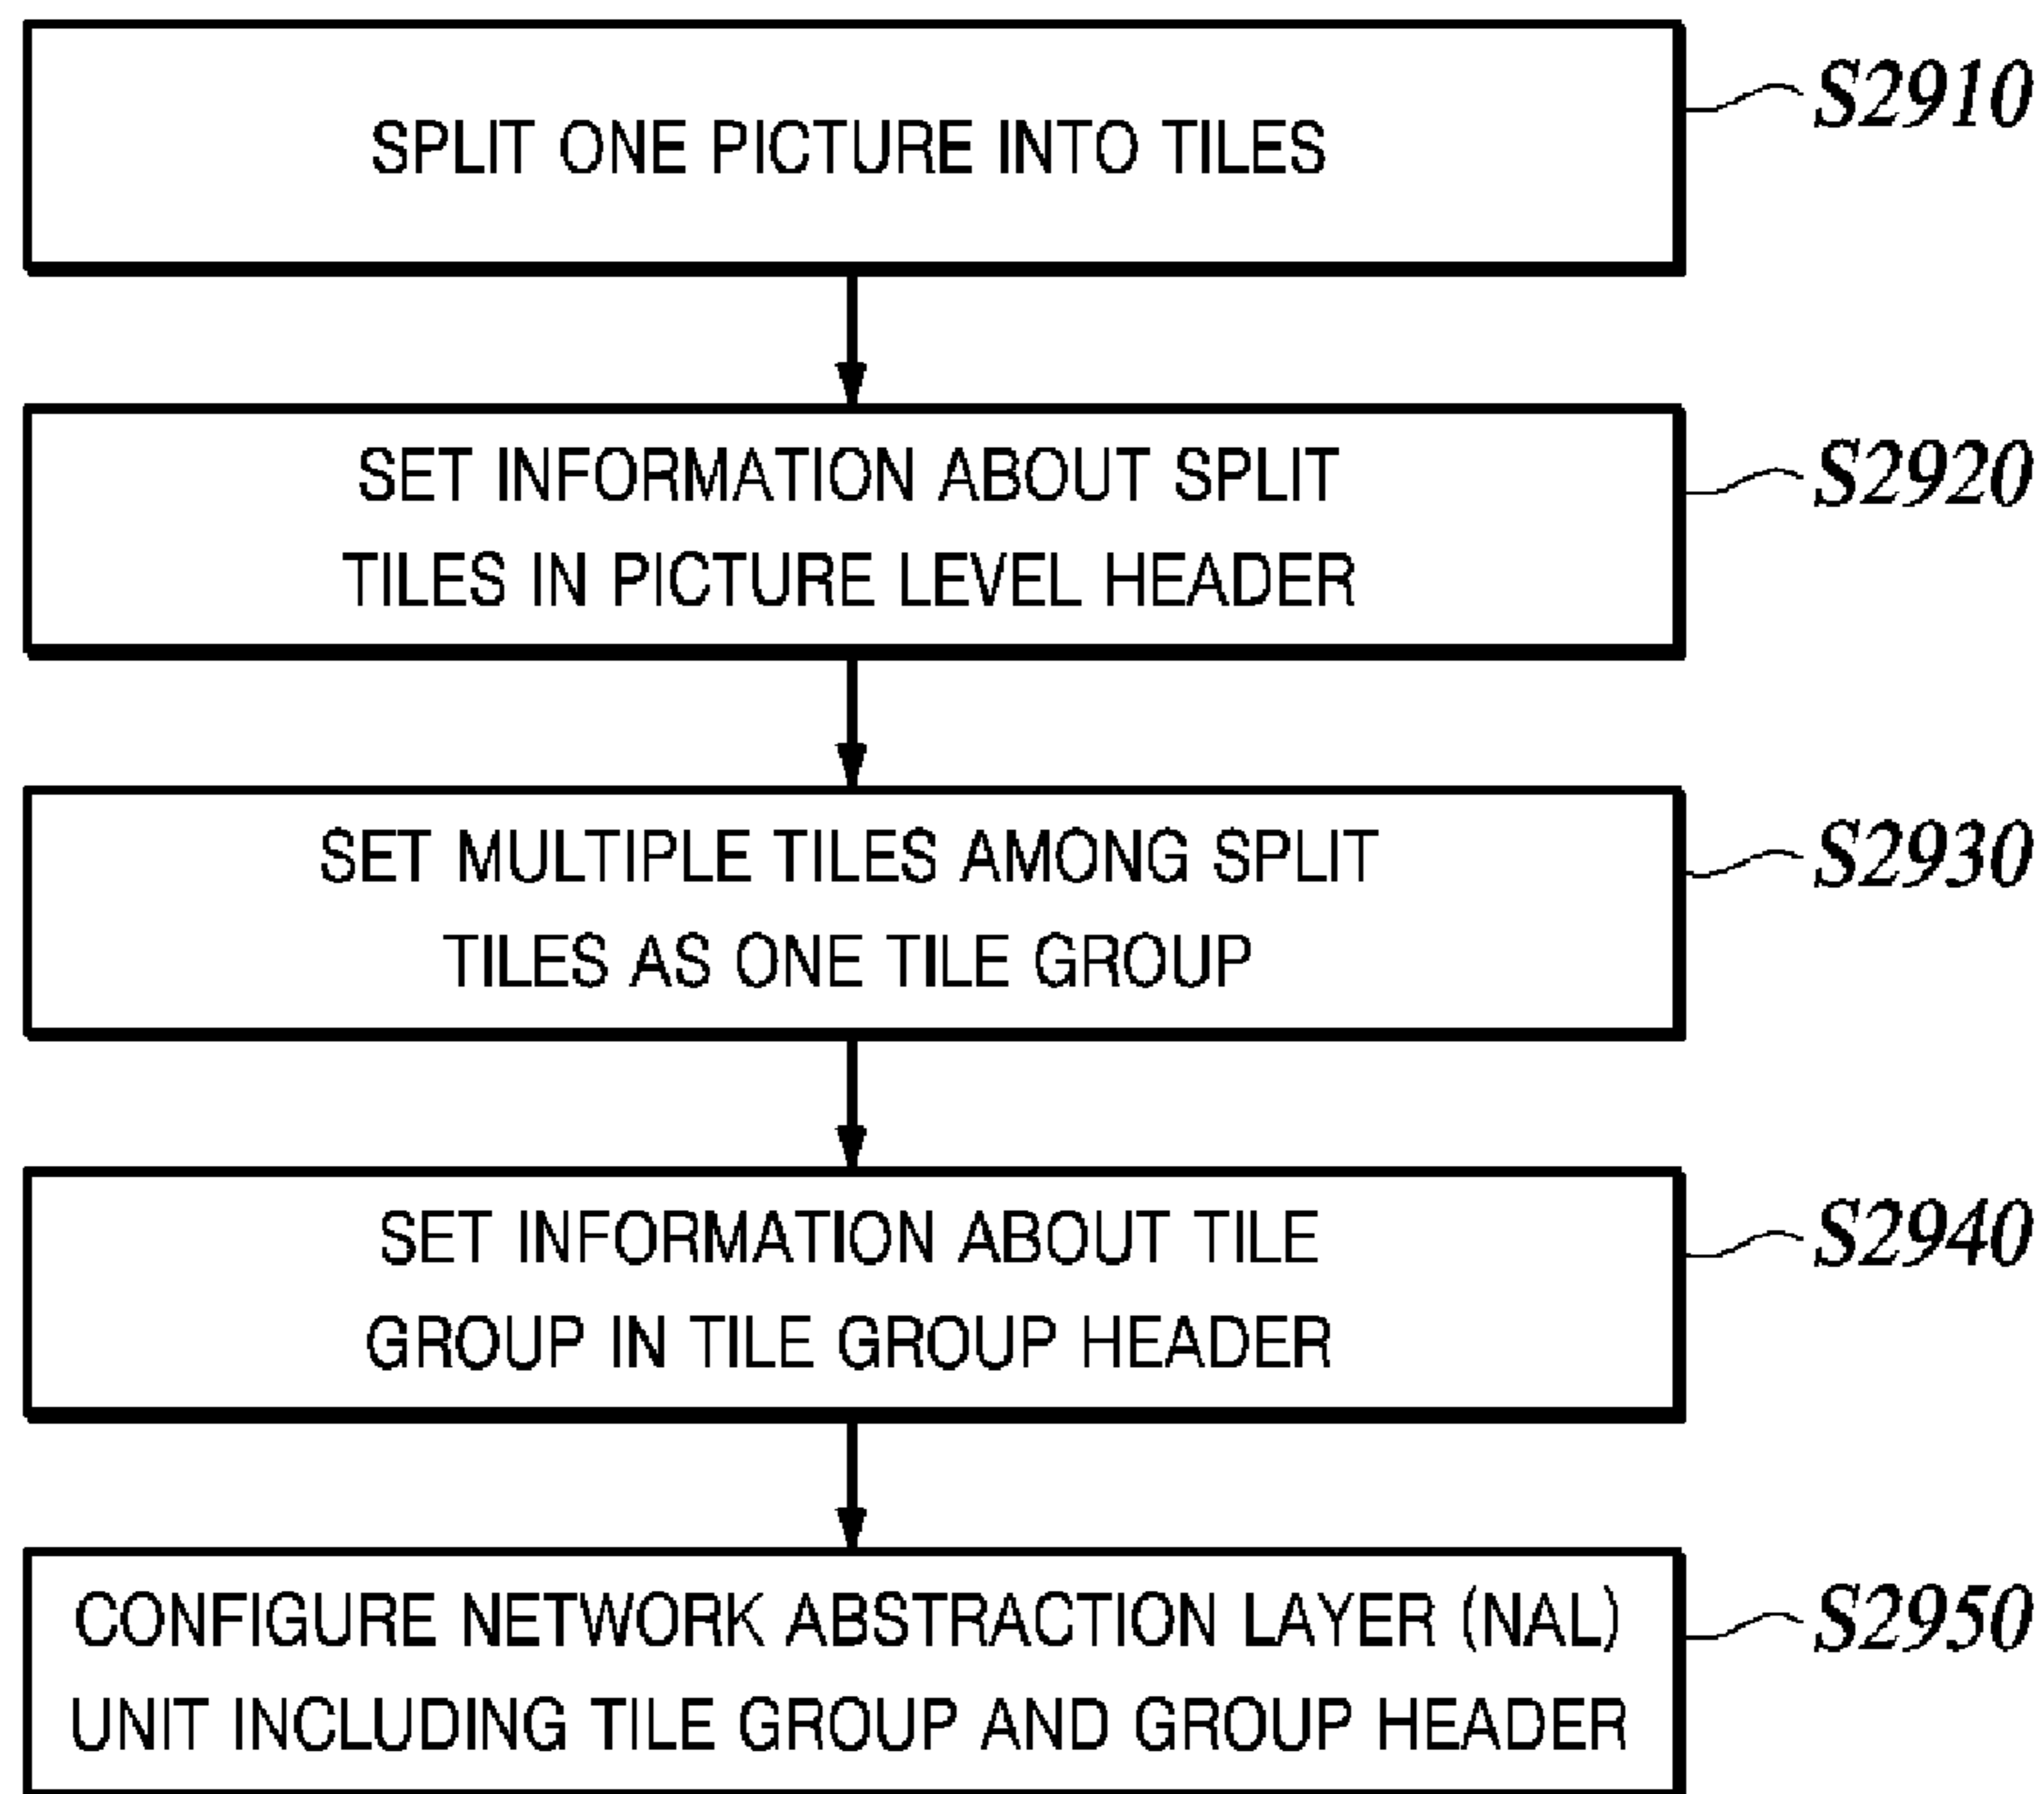 SPLIT ONE PICTURE INTO TILES
S2910
SET INFORMATION ABOUT SPLIT
TILES IN PICTURE LEVEL HEADER
S2920
SET MULTIPLE TILES AMONG SPLIT
TILES AS ONE TILE GROUP
S2930
SET INFORMATION ABOUT TILE
GROUP IN TILE GROUP HEADER
S2940
CONFIGURE NETWORK ABSTRACTION LAYER (NAL)
UNIT INCLUDING TILE GROUP AND GROUP HEADER
S2950